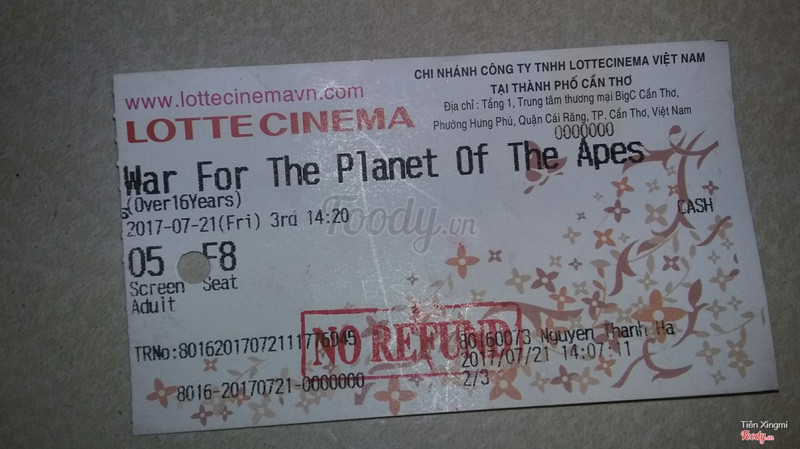 CHI NHÁNH CÔNG TY TNHH LOTTECINEMA VIỆT NAM
TẠI THÀNH PHỐ CẦN THƠ
Địa chỉ : Tầng 1, Trung tâm thương mại BigC Cần Thơ,
Phường Hưng Phú, Quận Cái Răng, TP. Cần Thơ, Việt Nam
www.lottecinemavn.com
LOTTE CINEMA
0000000
War For The Planet Of The Apes
(Over16Years)
2017-07-21(Fri) 3rd 14:20
CASH
Foody.vn
05 F8
Screen Seat
Aduit
NO REFUND
TRNo:80162017072111776045
80160073 Nguyen Thanh Ha
2017/07/21 14:07:11
8016-20170721-0000000
2/3
Tiên Xingmi
Foody.vn